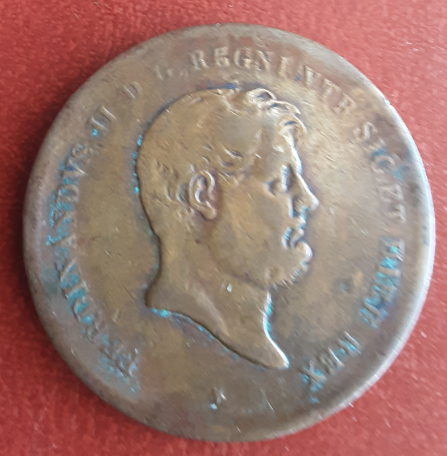 FERDINANDVS II D G REGNI VTR SIC ET HIER REX